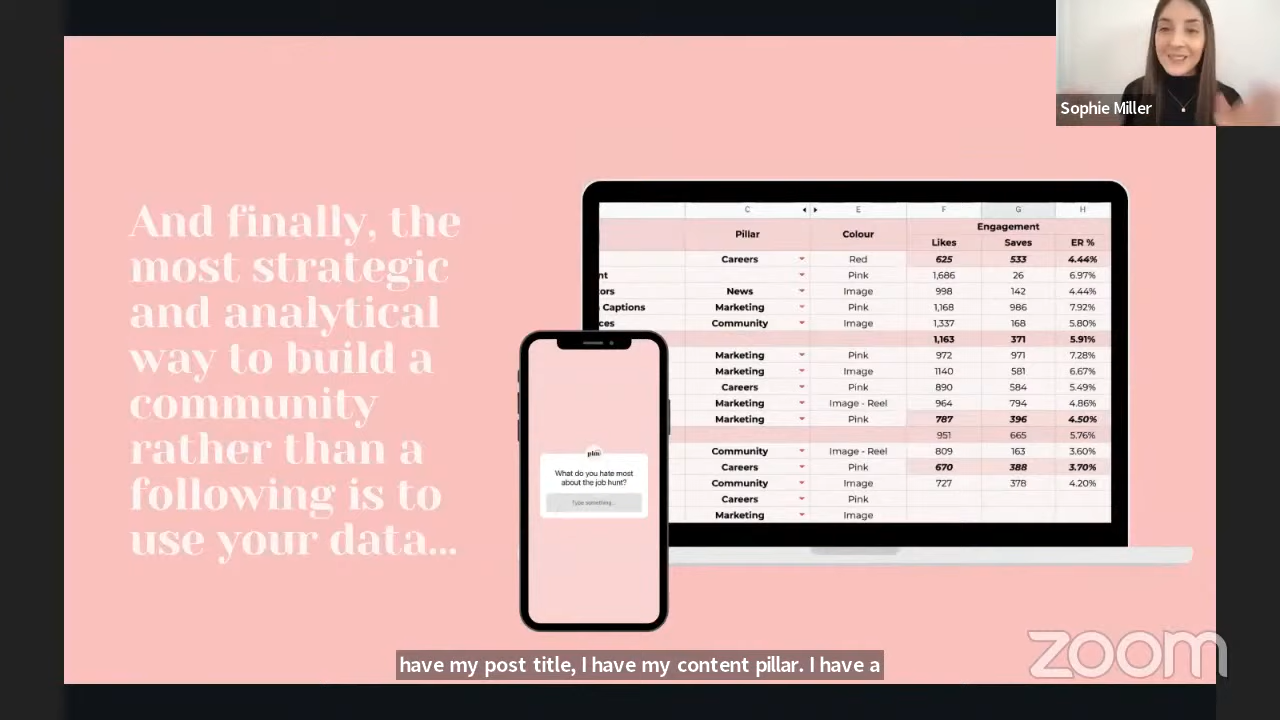 Sophie Miller
And finally, the
most strategic
and analytical
way to build a
community
rather than a
following is to
use your data...
C E F G H
Pillar Colour Engagement
Likes Saves ER %
Careers Red 625 533 4.44%
nt Pink 1,686 26 6.97%
ors News Image 998 142 4.44%
Captions Marketing Pink 1,168 986 7.92%
ces Community Image 1,337 168 5.80%
1,163 371 5.91%
Marketing Pink 972 971 7.28%
Marketing Image 1140 581 6.67%
Careers Pink 890 584 5.49%
Marketing Image - Reel 964 794 4.86%
Marketing Pink 787 396 4.50%
951 665 5.76%
Community Image - Reel 809 163 3.60%
Careers Pink 670 388 3.70%
Community Image 727 378 4.20%
Careers Pink
Marketing Image
plm
What do you hate most
about the job hunt?
Type something...
have my post title, I have my content pillar. I have a
zoom